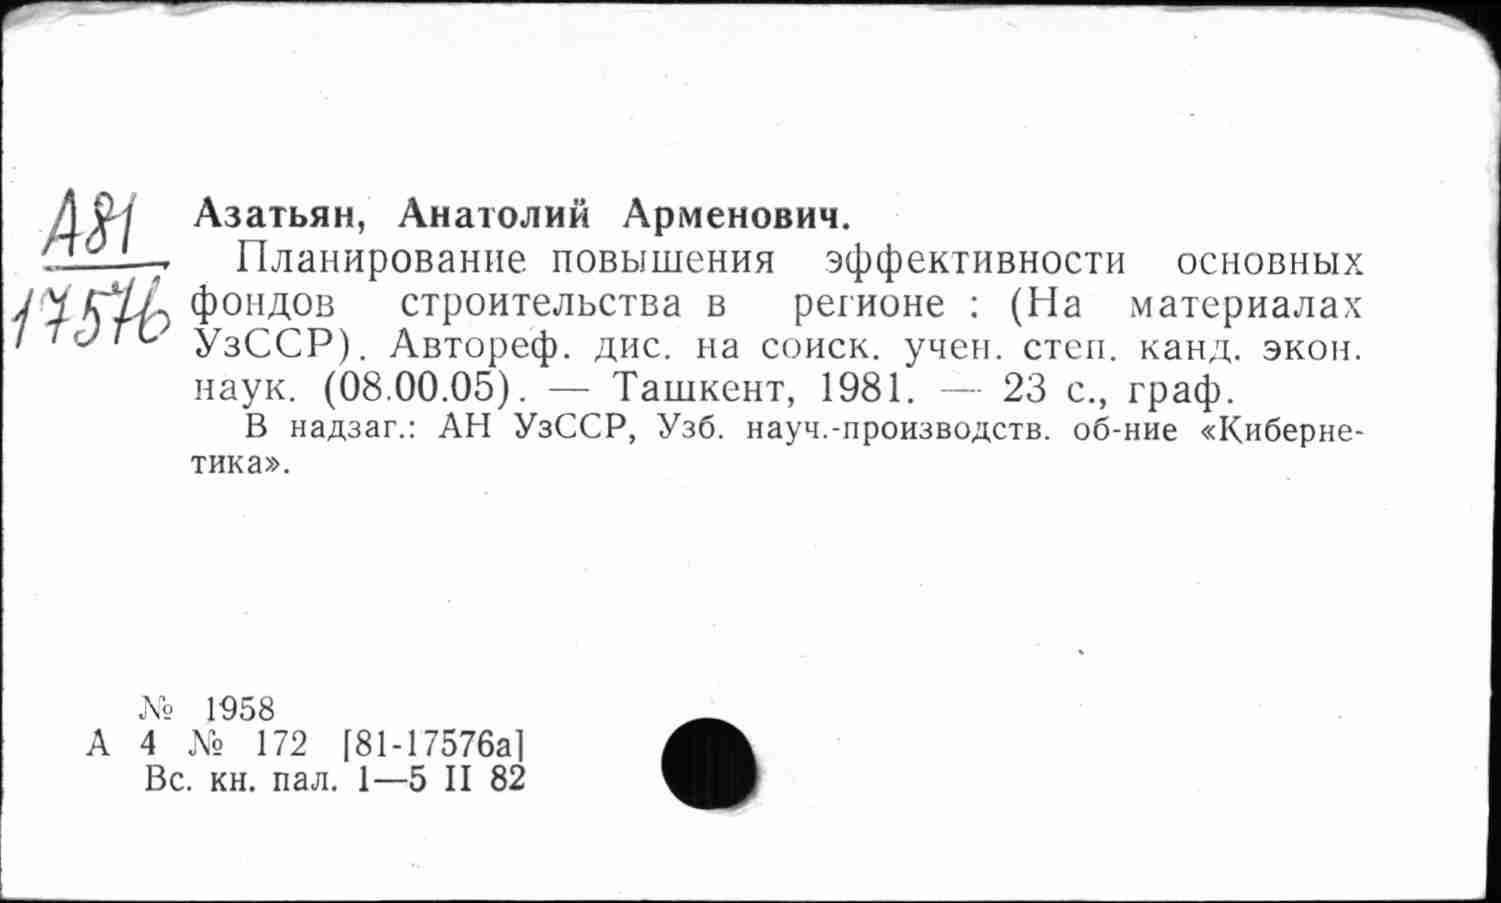 А81
17576
Азатьян, Анатолий Арменович.
Планирование повышения эффективности основных
фондов строительства в регионе : (На материалах
УзССР). Автореф. дис. на соиск. учен. степ. канд. экон.
наук. (08.00.05). — Ташкент, 1981. — 23 с., граф.
В надзаг.: АН УзССР, Узб. науч.-производств. об-ние «Киберне-
тика».
№ 1958
А 4 № 172 [81-17576а]
Вс. кн. пал. 1—5 II 82